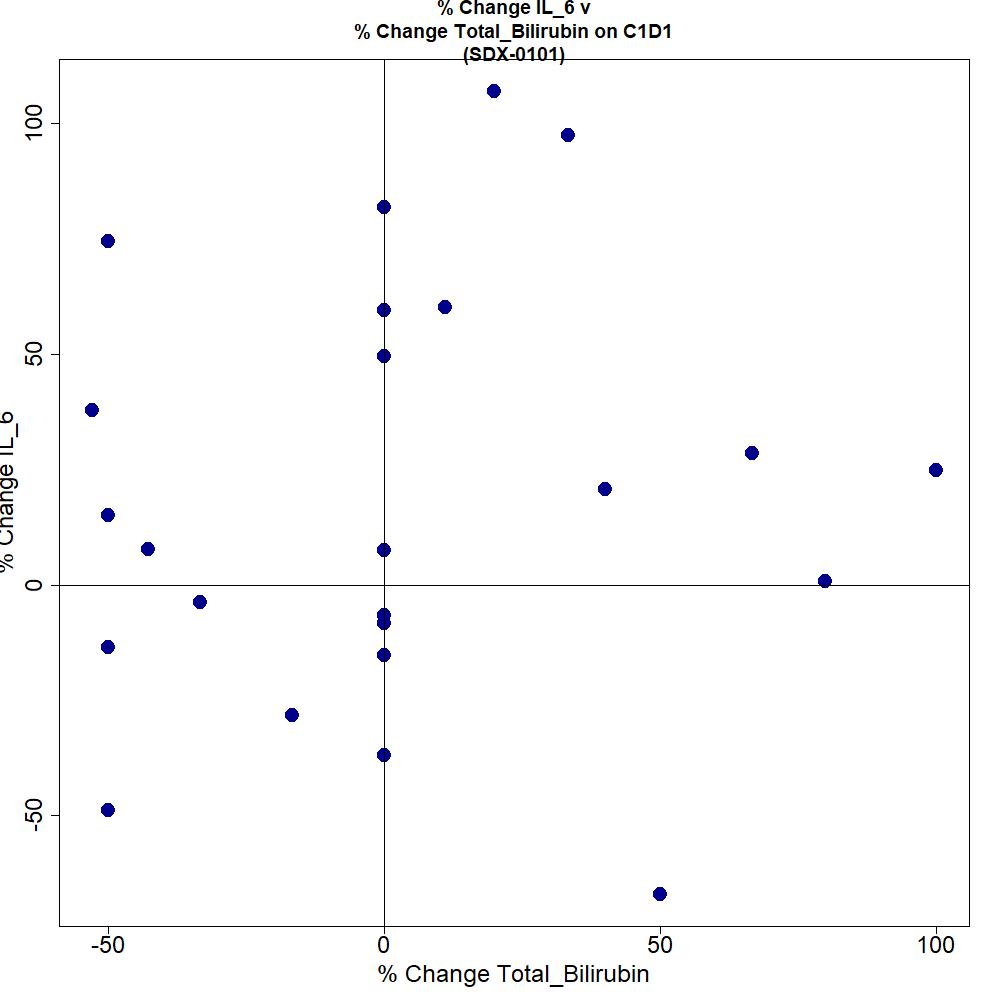 % Change IL_6 v
% Change Total_Bilirubin on C1D1
(SDX-0101)
100
50
0
-50
% Change IL_6
-50
0
50
100
% Change Total_Bilirubin